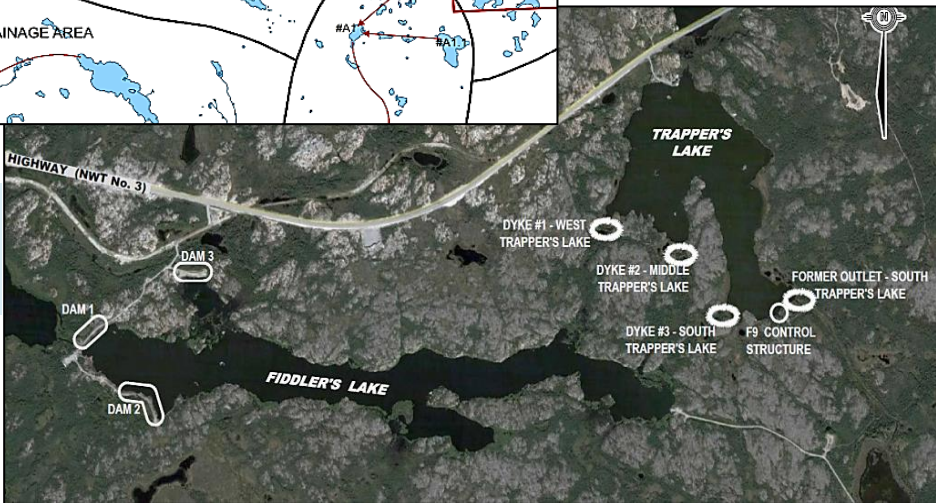 AINAGE AREA
#A1
#A1.1
N
HIGHWAY (NWT No. 3)
TRAPPER'S
LAKE
DYKE #1 - WEST
TRAPPER'S LAKE
DYKE #2 - MIDDLE
TRAPPER'S LAKE
DAM 3
FORMER OUTLET - SOUTH
TRAPPER'S LAKE
DAM 1
DYKE #3 - SOUTH
TRAPPER'S LAKE
F9 CONTROL
STRUCTURE
FIDDLER'S LAKE
DAM 2